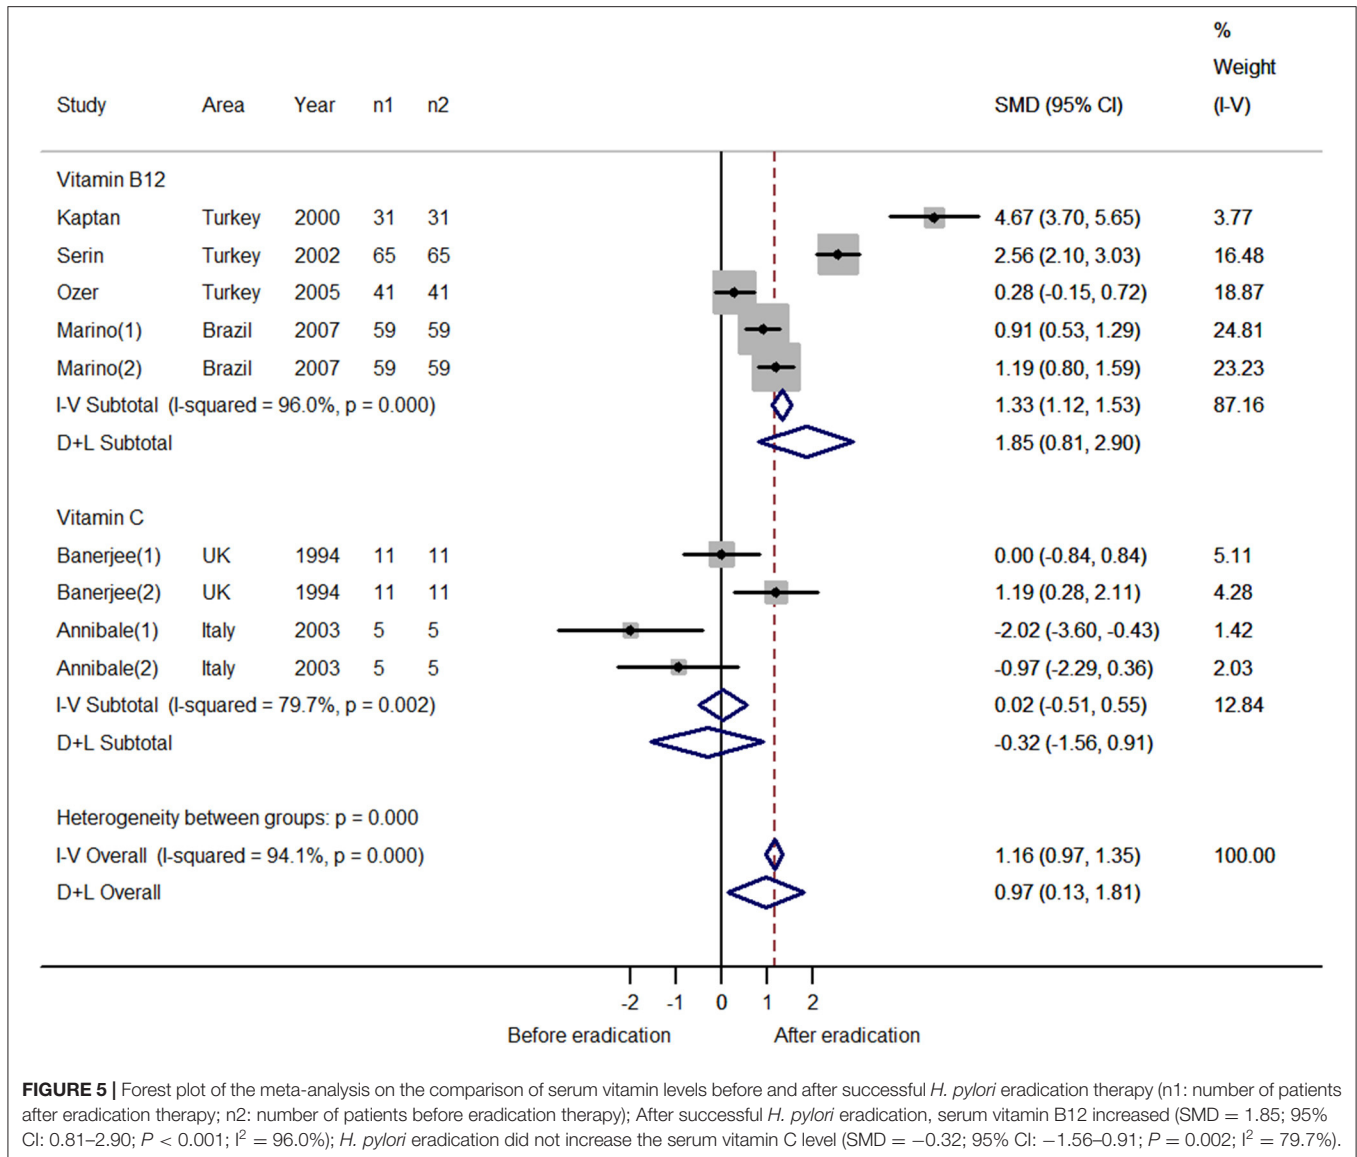 %
Weight
Study Area Year n1 n2 SMD (95% CI) (I-V)
Vitamin B12
Kaptan Turkey 2000 31 31 4.67 (3.70, 5.65) 3.77
Serin Turkey 2002 65 65 2.56 (2.10, 3.03) 16.48
Ozer Turkey 2005 41 41 0.28 (-0.15, 0.72) 18.87
Marino(1) Brazil 2007 59 59 0.91 (0.53, 1.29) 24.81
Marino(2) Brazil 2007 59 59 1.19 (0.80, 1.59) 23.23
I-V Subtotal (I-squared = 96.0%, p = 0.000) 1.33 (1.12, 1.53) 87.16
D+L Subtotal 1.85 (0.81, 2.90)
Vitamin C
Banerjee(1) UK 1994 11 11 0.00 (-0.84, 0.84) 5.11
Banerjee(2) UK 1994 11 11 1.19 (0.28, 2.11) 4.28
Annibale(1) Italy 2003 5 5 -2.02 (-3.60, -0.43) 1.42
Annibale(2) Italy 2003 5 5 -0.97 (-2.29, 0.36) 2.03
I-V Subtotal (I-squared = 79.7%, p = 0.002) 0.02 (-0.51, 0.55) 12.84
D+L Subtotal -0.32 (-1.56, 0.91)
Heterogeneity between groups: p = 0.000
I-V Overall (I-squared = 94.1%, p = 0.000) 1.16 (0.97, 1.35) 100.00
D+L Overall 0.97 (0.13, 1.81)
-2 -1 0 1 2
Before eradication After eradication
FIGURE 5 | Forest plot of the meta-analysis on the comparison of serum vitamin levels before and after successful H. pylori eradication therapy (n1: number of patients
after eradication therapy; n2: number of patients before eradication therapy); After successful H. pylori eradication, serum vitamin B12 increased (SMD = 1.85; 95%
CI: 0.81–2.90; P < 0.001; I² = 96.0%); H. pylori eradication did not increase the serum vitamin C level (SMD = −0.32; 95% CI: −1.56–0.91; P = 0.002; I² = 79.7%).